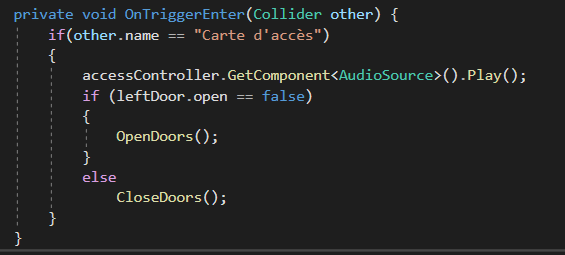 private void OnTriggerEnter(Collider other) {
if(other.name == "Carte d'accès")
{
accessController.GetComponent<AudioSource>().Play();
if (leftDoor.open == false)
{
OpenDoors();
}
else
CloseDoors();
}
}